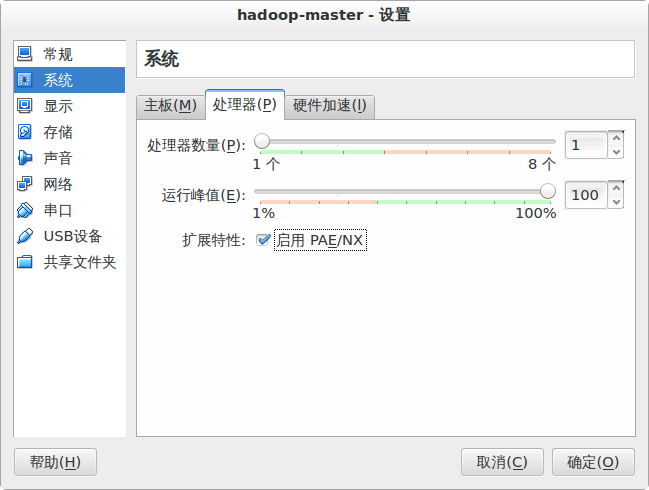 hadoop-master - 设置
常规
系统
显示
存储
声音
网络
串口
USB设备
共享文件夹
系统
主板(M) 处理器(P) 硬件加速(l)
处理器数量(P): 1
1 个 8 个
运行峰值(E): 100
1% 100%
扩展特性: 启用 PAE/NX
帮助(H) 取消(C) 确定(O)